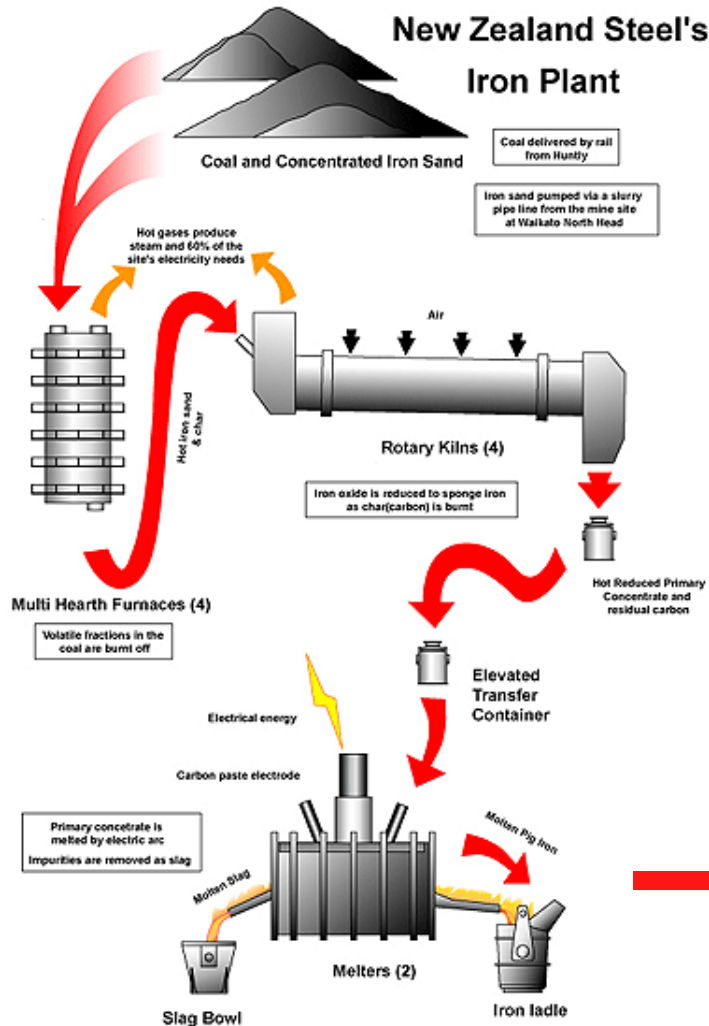 New Zealand Steel's
Iron Plant
Coal and Concentrated Iron Sand
Coal delivered by rail
from Huntly
Iron sand pumped via a slurry
pipe line from the mine site
at Waikato North Head
Hot gases produce
steam and 60% of the
site's electricity needs
Air
Hot iron sand
& char
Rotary Kilns (4)
Iron oxide is reduced to sponge iron
as char(carbon) is burnt
Hot Reduced Primary
Concentrate and
residual carbon
Multi Hearth Furnaces (4)
Volatile fractions in the
coal are burnt off
Elevated
Transfer
Container
Electrical energy
Carbon paste electrode
Primary concetrate is
melted by electric arc
Impurities are removed as slag
Molten Pig Iron
Molten Slag
Melters (2)
Slag Bowl
Iron ladle